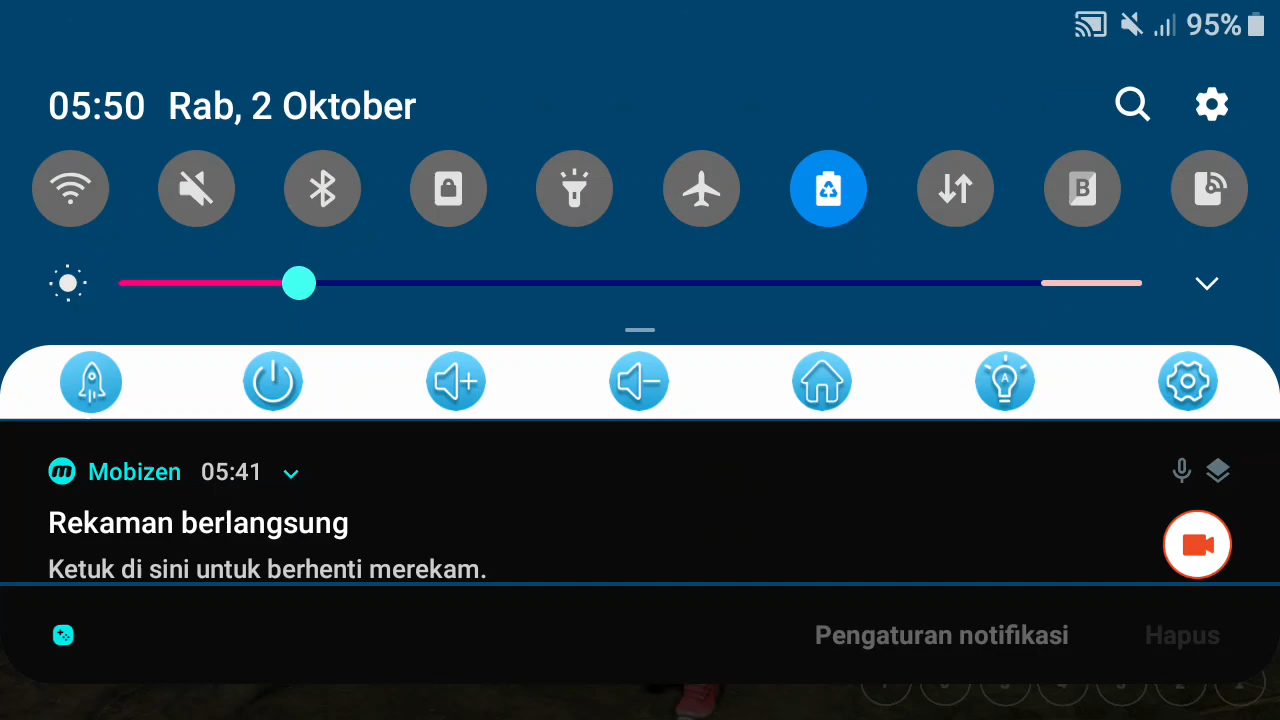 95%
05:50 Rab, 2 Oktober
B
A
m Mobizen 05:41
Rekaman berlangsung
Ketuk di sini untuk berhenti merekam.
Pengaturan notifikasi Hapus